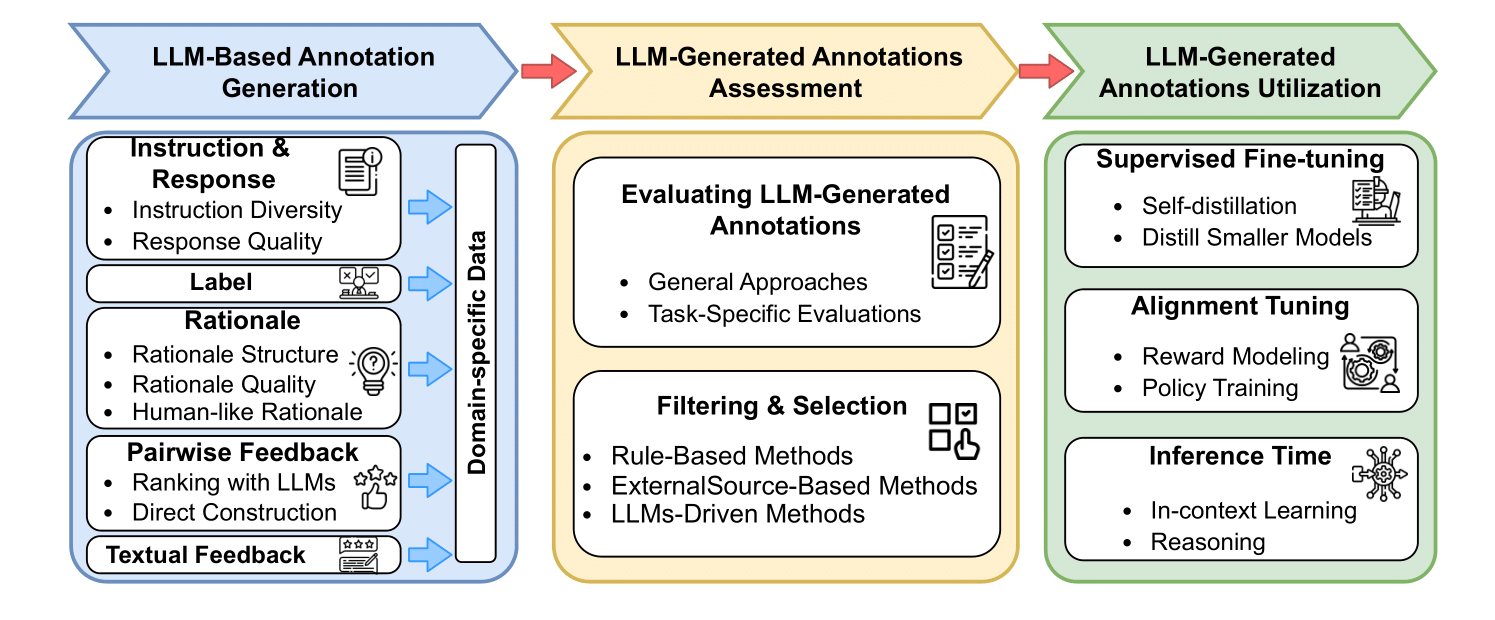 LLM-Based Annotation
Generation
LLM-Generated Annotations
Assessment
LLM-Generated
Annotations Utilization
Instruction &
Response
• Instruction Diversity
• Response Quality
Label
Rationale
• Rationale Structure
• Rationale Quality
• Human-like Rationale
Pairwise Feedback
• Ranking with LLMs
• Direct Construction
Textual Feedback
Domain-specific Data
Evaluating LLM-Generated
Annotations
• General Approaches
• Task-Specific Evaluations
Filtering & Selection
• Rule-Based Methods
• ExternalSource-Based Methods
• LLMs-Driven Methods
Supervised Fine-tuning
• Self-distillation
• Distill Smaller Models
Alignment Tuning
• Reward Modeling
• Policy Training
Inference Time
• In-context Learning
• Reasoning